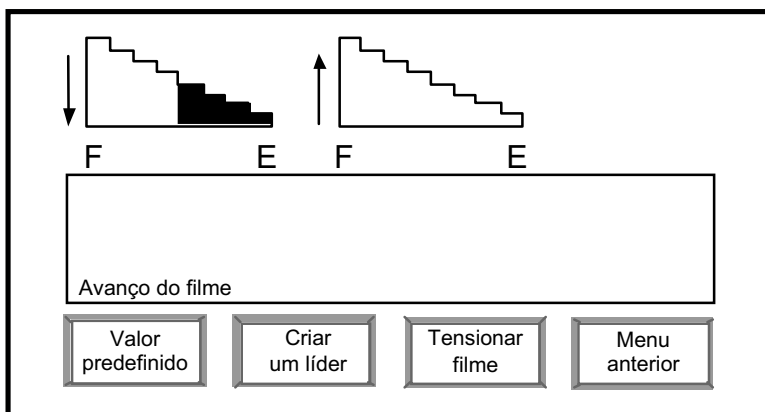 F E F E
Avanço do filme
Valor
predefinido
Criar
um líder
Tensionar
filme
Menu
anterior